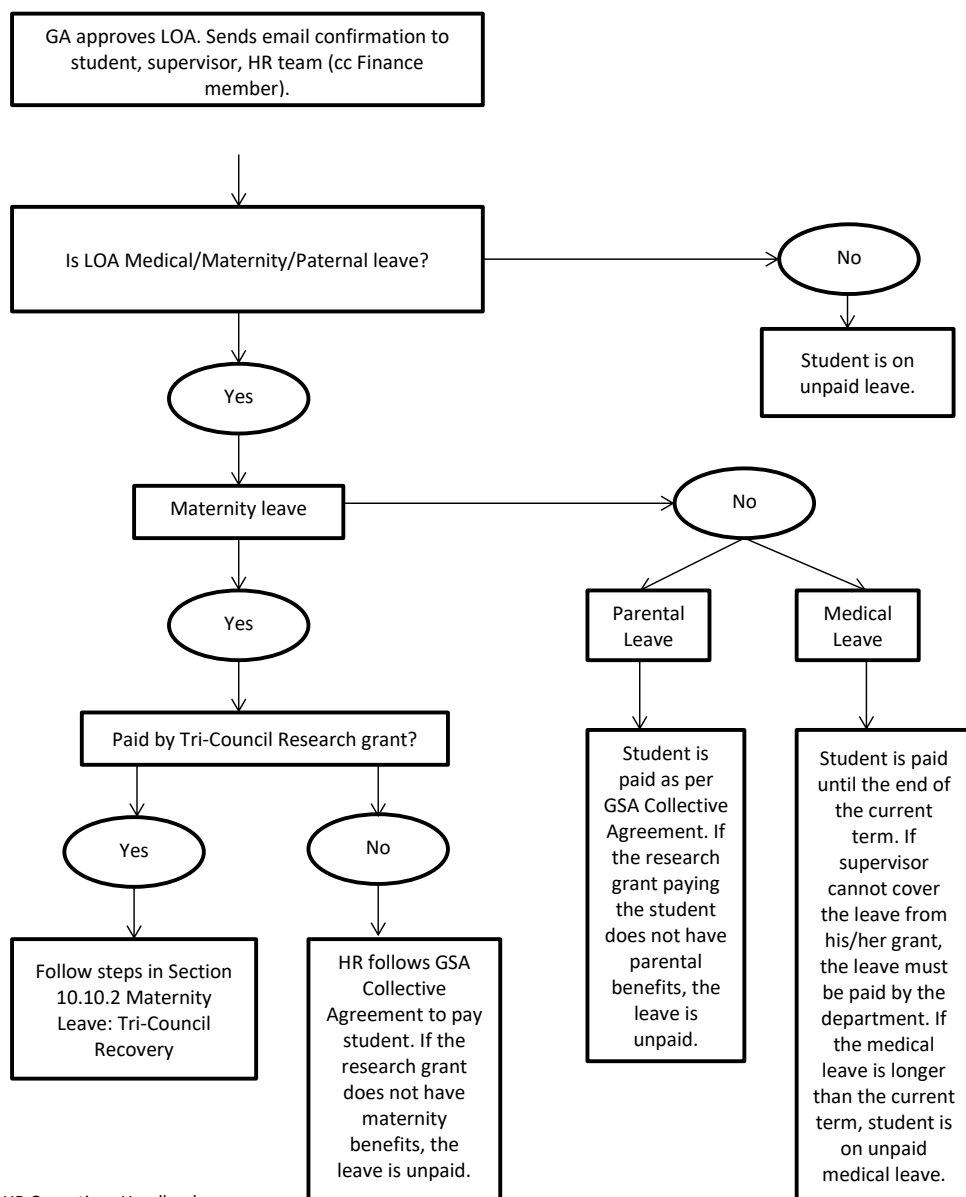 GA approves LOA. Sends email confirmation to
student, supervisor, HR team (cc Finance
member).
Is LOA Medical/Maternity/Paternal leave?
No
Student is on
unpaid leave.
Yes
Maternity leave
No
Yes
Parental
Leave
Medical
Leave
Paid by Tri-Council Research grant?
Yes
No
Follow steps in Section
10.10.2 Maternity
Leave: Tri-Council
Recovery
HR follows GSA
Collective
Agreement to pay
student. If the
research grant
does not have
maternity
benefits, the
leave is unpaid.
Student is
paid as per
GSA Collective
Agreement. If
the research
grant paying
the student
does not have
parental
benefits, the
leave is
unpaid.
Student is paid
until the end of
the current
term. If
supervisor
cannot cover
the leave from
his/her grant,
the leave must
be paid by the
department. If
the medical
leave is longer
than the current
term, student is
on unpaid
medical leave.